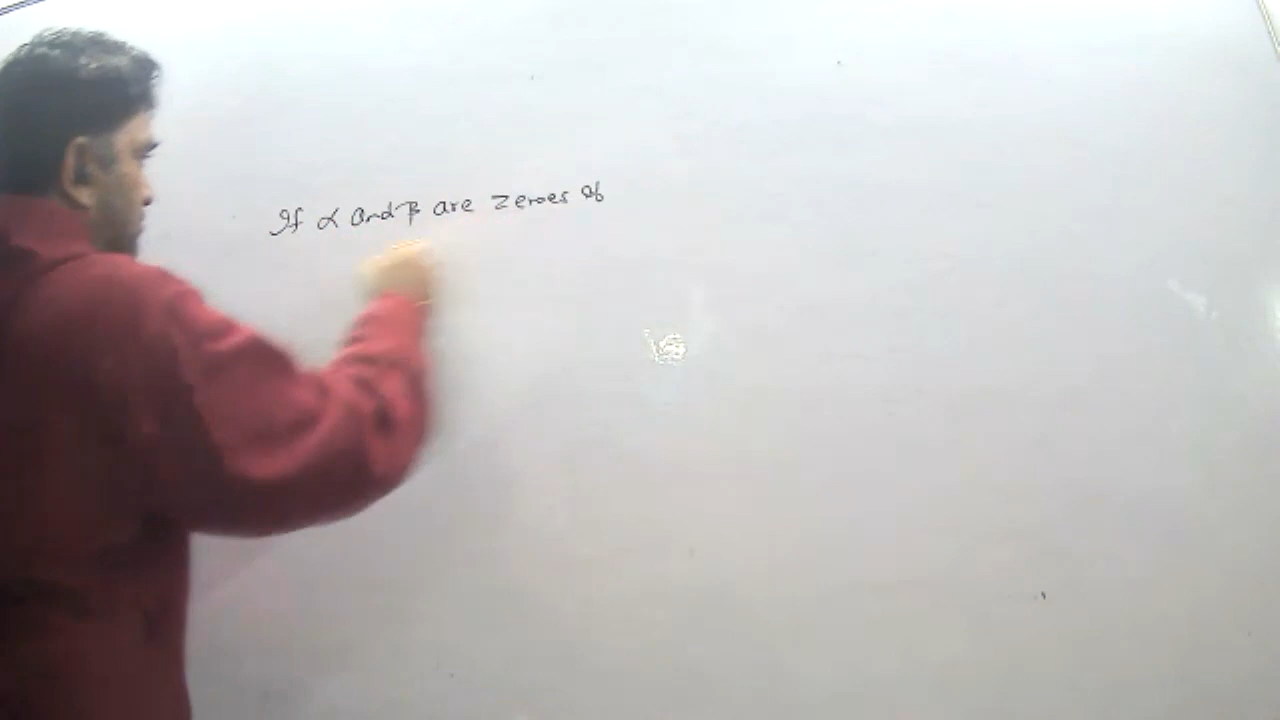 If α and β are zeroes of